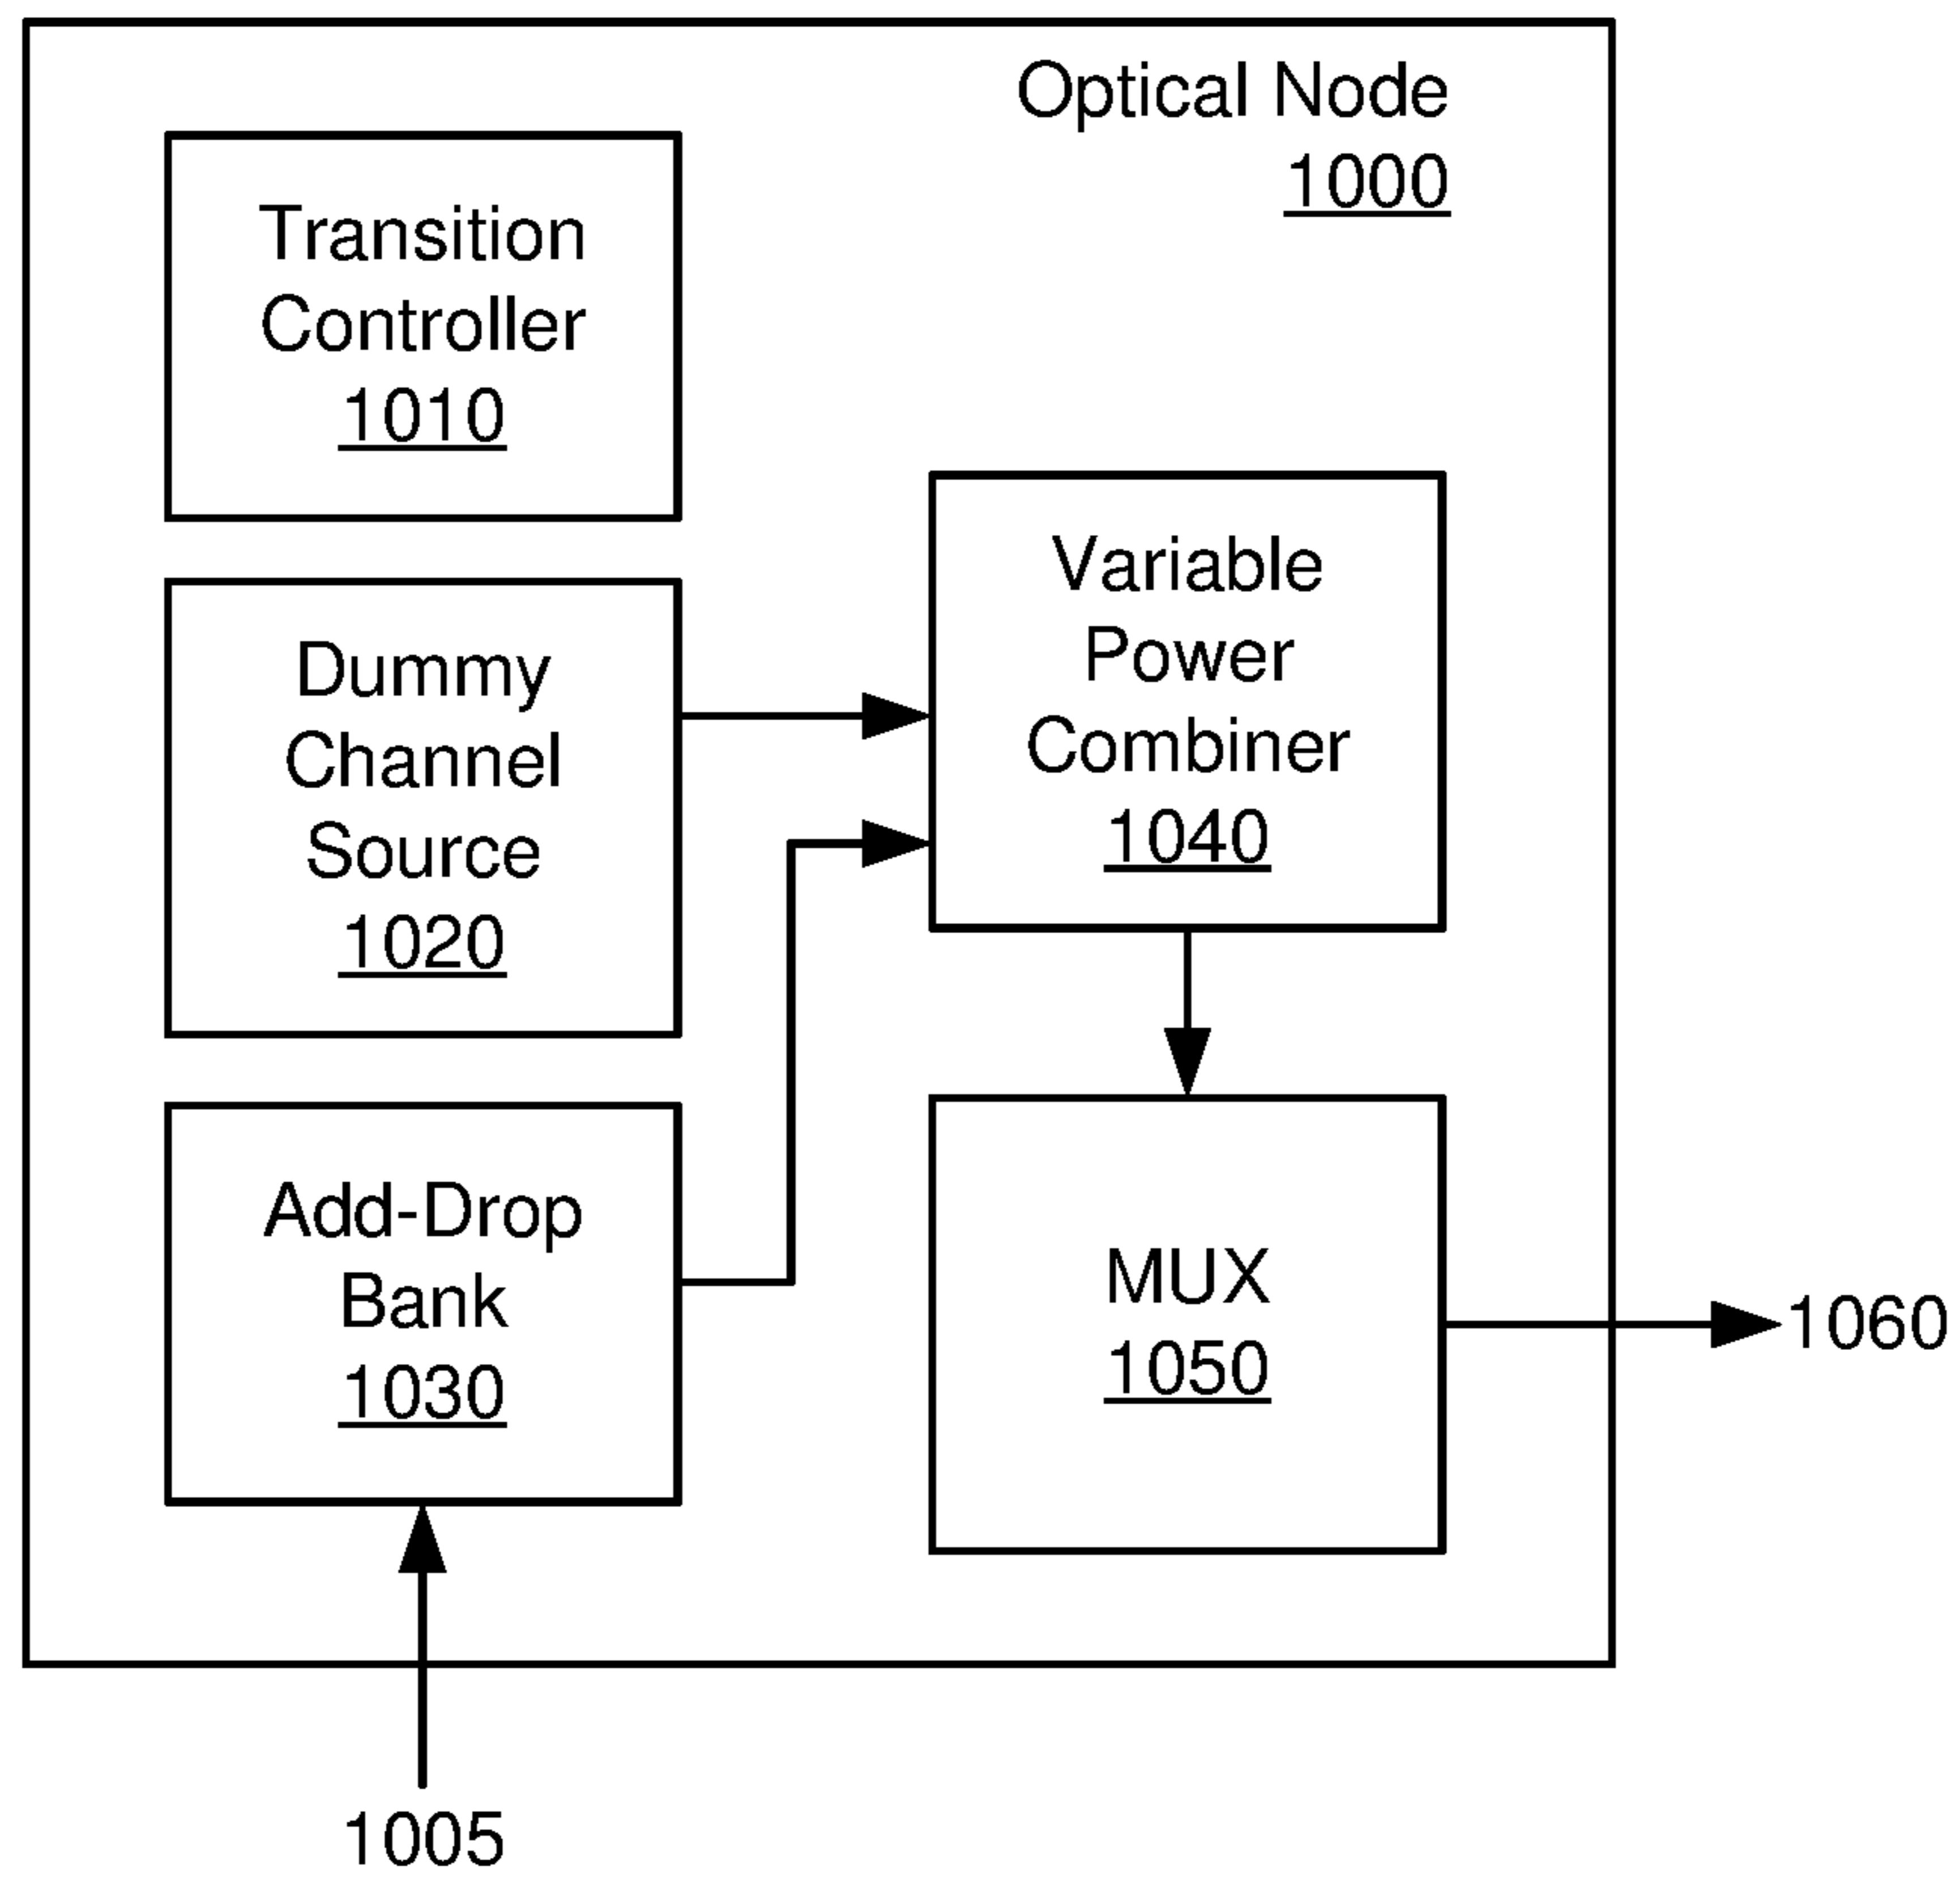 Optical Node
1000
Transition
Controller
1010
Dummy
Channel
Source
1020
Variable
Power
Combiner
1040
Add-Drop
Bank
1030
MUX
1050
1060
1005